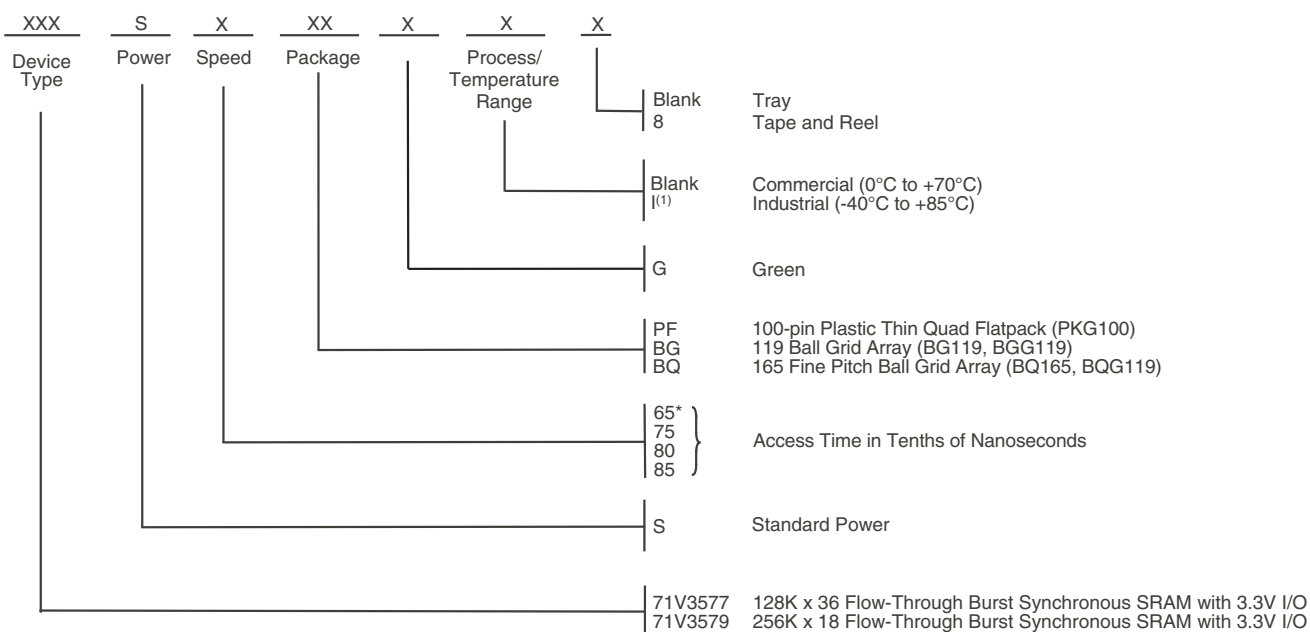 XXX S X XX X X X
Device Type Power Speed Package Process/ Temperature Range
Blank Tray
8 Tape and Reel
Blank Commercial (0°C to +70°C)
I(1) Industrial (-40°C to +85°C)
G Green
PF 100-pin Plastic Thin Quad Flatpack (PKG100)
BG 119 Ball Grid Array (BG119, BGG119)
BQ 165 Fine Pitch Ball Grid Array (BQ165, BQG119)
65*
75
80
85
Access Time in Tenths of Nanoseconds
S Standard Power
71V3577 128K x 36 Flow-Through Burst Synchronous SRAM with 3.3V I/O
71V3579 256K x 18 Flow-Through Burst Synchronous SRAM with 3.3V I/O